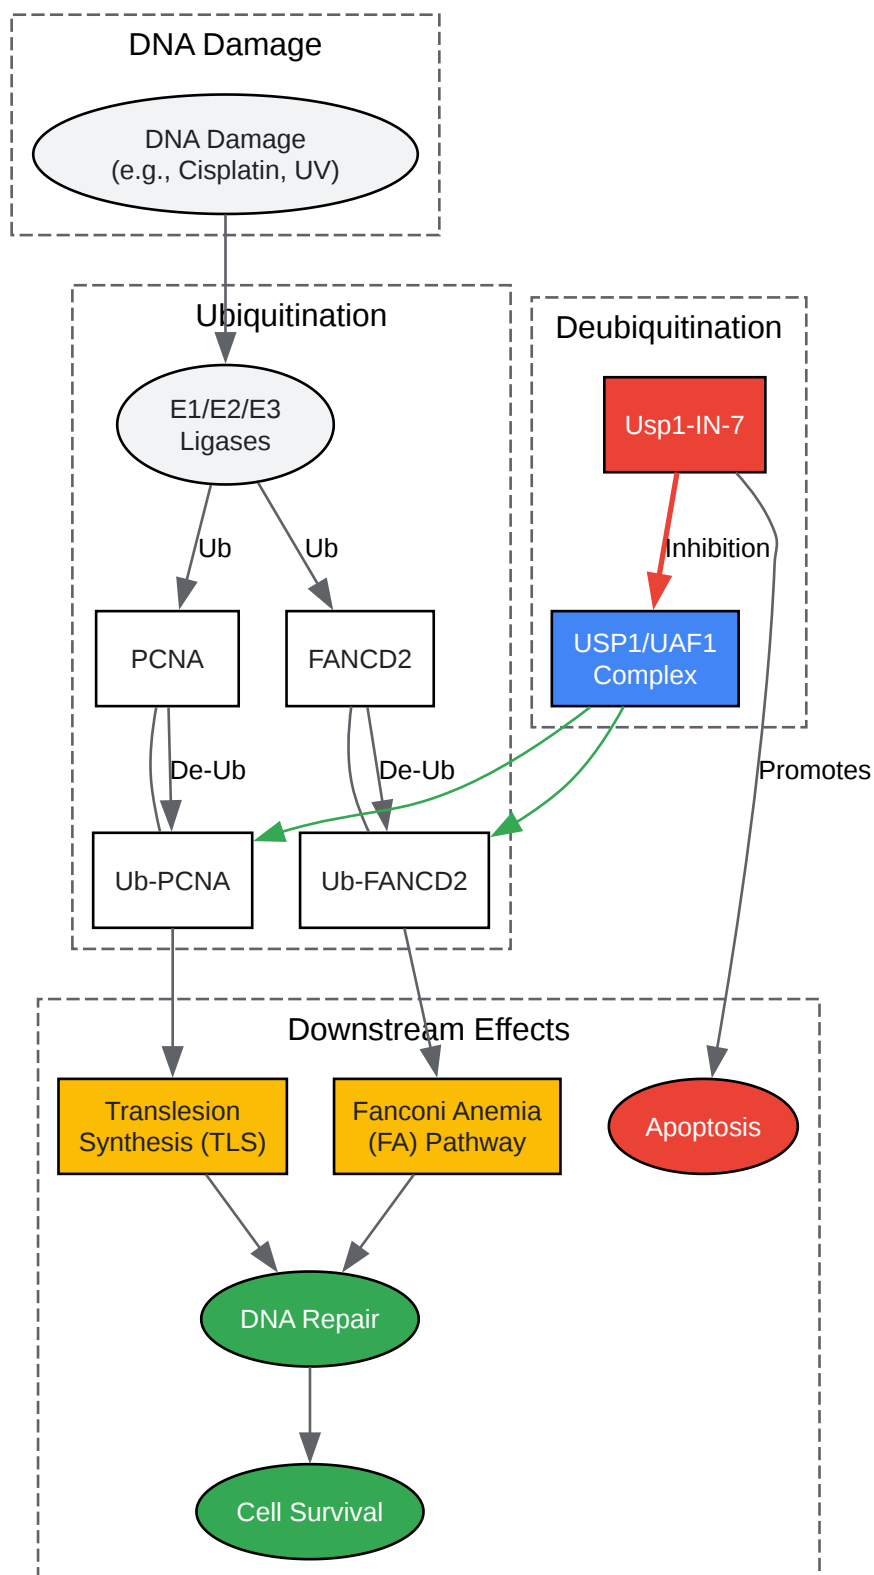 DNA Damage
DNA Damage
(e.g., Cisplatin, UV)
Ubiquitination
Deubiquitination
E1/E2/E3
Ligases
Usp1-IN-7
Ub
Ub
Inhibition
PCNA
FANCD2
USP1/UAF1
Complex
De-Ub
De-Ub
Promotes
Ub-PCNA
Ub-FANCD2
Downstream Effects
Translesion
Synthesis (TLS)
Fanconi Anemia
(FA) Pathway
Apoptosis
DNA Repair
Cell Survival